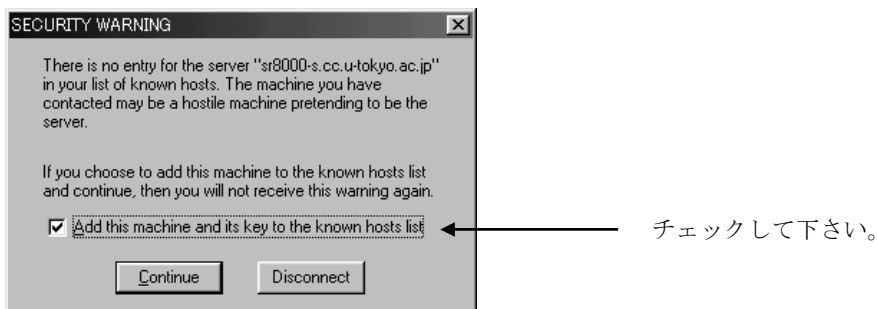 SECURITY WARNING
There is no entry for the server "sr8000-s.cc.u-tokyo.ac.jp"
in your list of known hosts. The machine you have
contacted may be a hostile machine pretending to be the
server.
If you choose to add this machine to the known hosts list
and continue, then you will not receive this warning again.
Add this machine and its key to the known hosts list
チェックして下さい。
Continue Disconnect